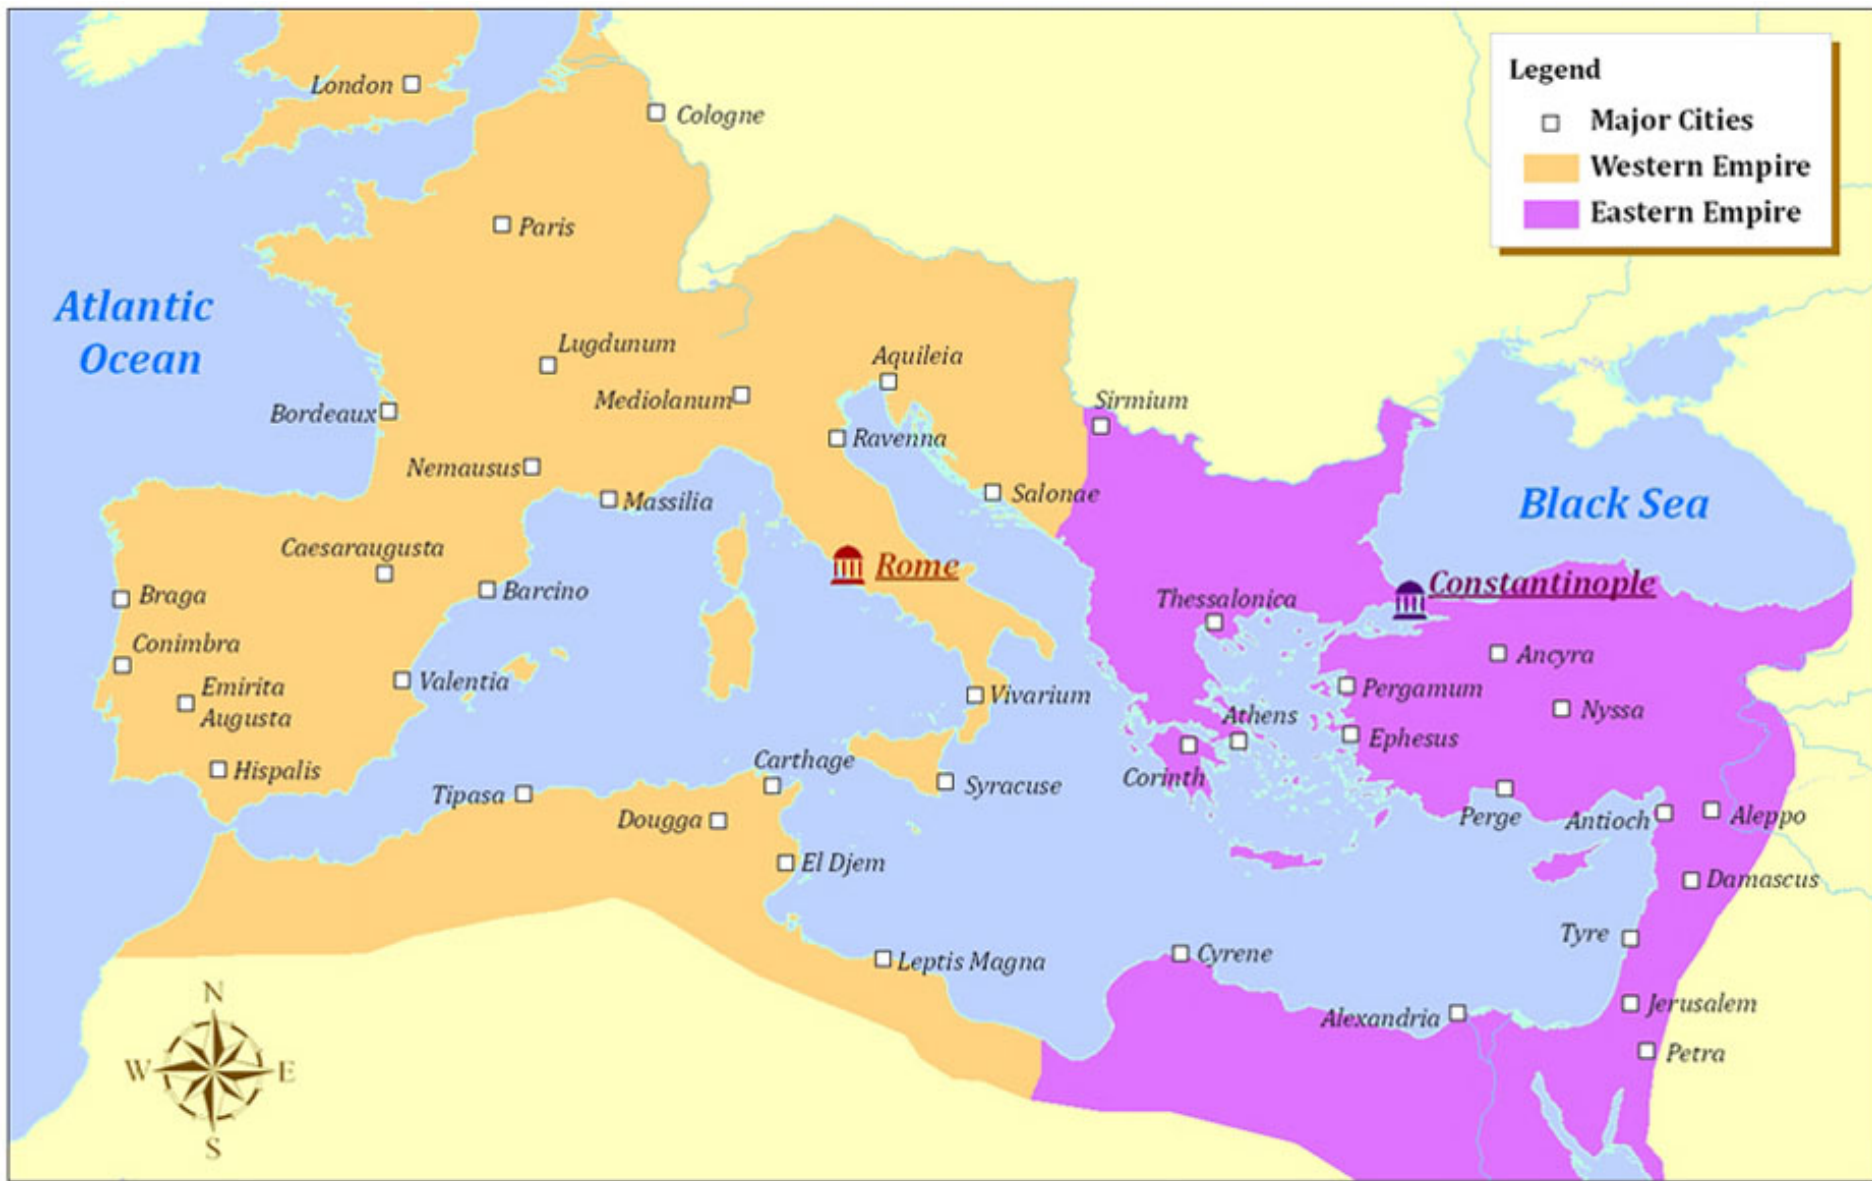 Legend
Major Cities
Western Empire
Eastern Empire
London
Cologne
Paris
Atlantic
Ocean
Lugdunum
Aquileia
Mediolanum
Sirmium
Bordeaux
Ravenna
Nemausus
Massilia
Salonae
Black Sea
Caesaraugusta
Rome
Constantinople
Braga
Barcino
Thessalonica
Conimbra
Ancyra
Emirita
Augusta
Valentia
Vivarium
Pergamum
Nyssa
Athens
Ephesus
Hispalis
Carthage
Corinth
Tipasa
Syracuse
Dougga
Perge
Antioch
Aleppo
El Djem
Damascus
Tyre
Leptis Magna
Cyrene
Jerusalem
Alexandria
Petra
N
W
E
S